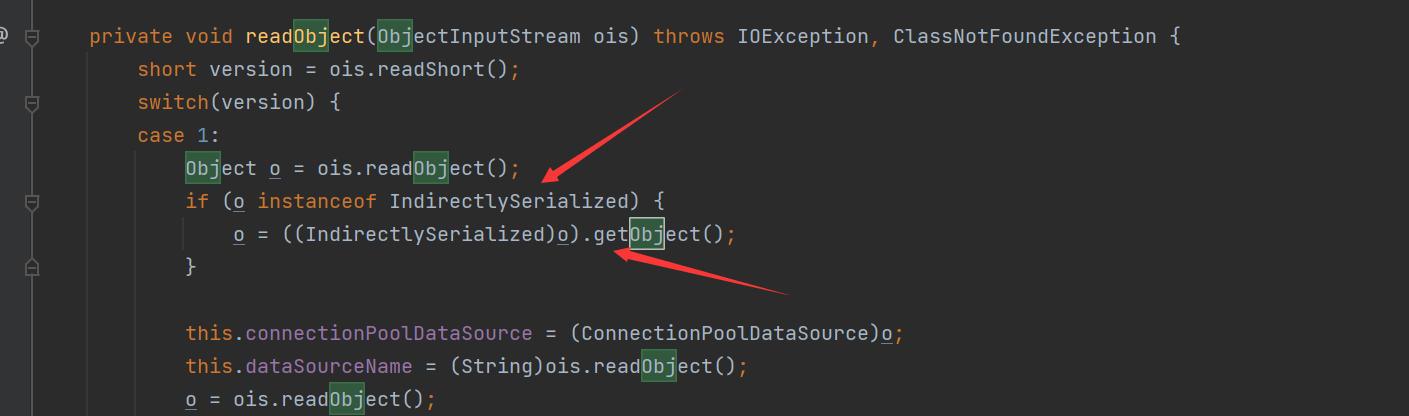 private void readObject(ObjectInputStream ois) throws IOException, ClassNotFoundException {
short version = ois.readShort();
switch(version) {
case 1:
Object o = ois.readObject();
if (o instanceof IndirectlySerialized) {
o = ((IndirectlySerialized)o).getObject();
}
this.connectionPoolDataSource = (ConnectionPoolDataSource)o;
this.dataSourceName = (String)ois.readObject();
o = ois.readObject();